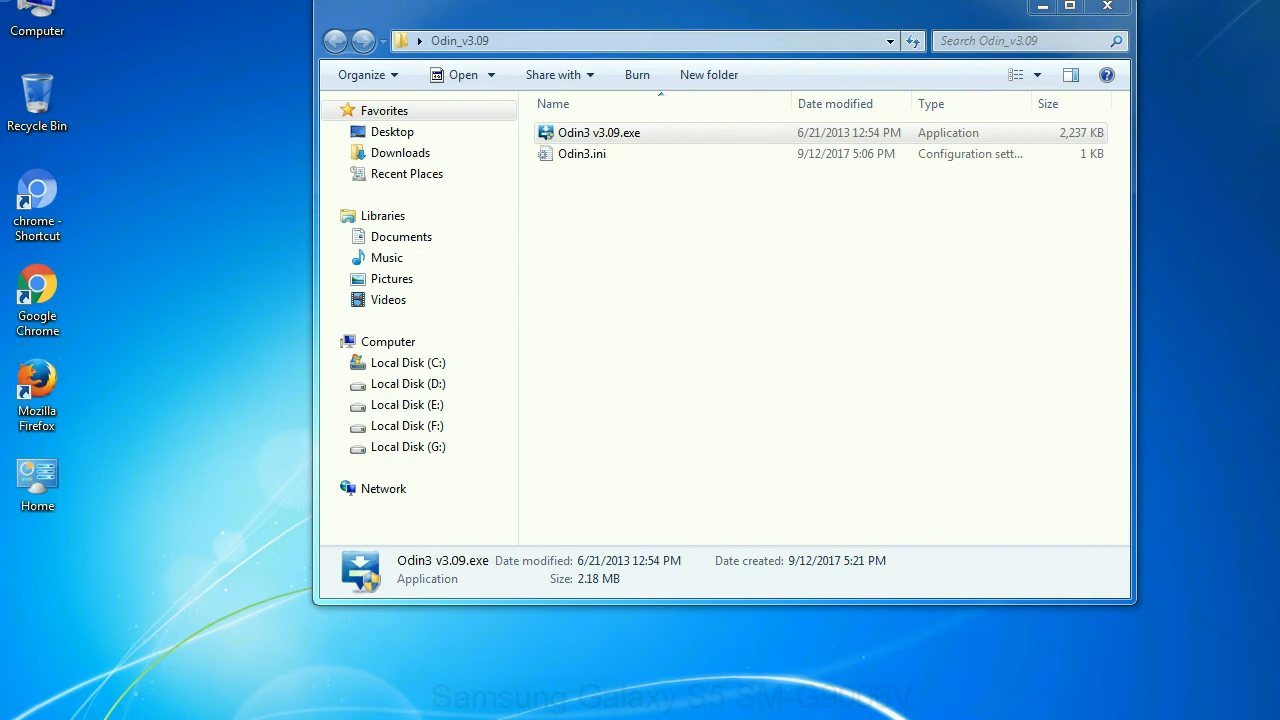 Computer
Recycle Bin
chrome -
Shortcut
Google
Chrome
Mozilla
Firefox
Home
Odin_v3.09
Search Odin_v3.09
Organize
Open
Share with
Burn
New folder
Favorites
Desktop
Downloads
Recent Places
Libraries
Documents
Music
Pictures
Videos
Computer
Local Disk (C:)
Local Disk (D:)
Local Disk (E:)
Local Disk (F:)
Local Disk (G:)
Network
Name Date modified Type Size
Odin3 v3.09.exe 6/21/2013 12:54 PM Application 2,237 KB
Odin3.ini 9/12/2017 5:06 PM Configuration sett... 1 KB
Odin3 v3.09.exe Date modified: 6/21/2013 12:54 PM Date created: 9/12/2017 5:21 PM
Application Size: 2.18 MB
Samsung Galaxy S5